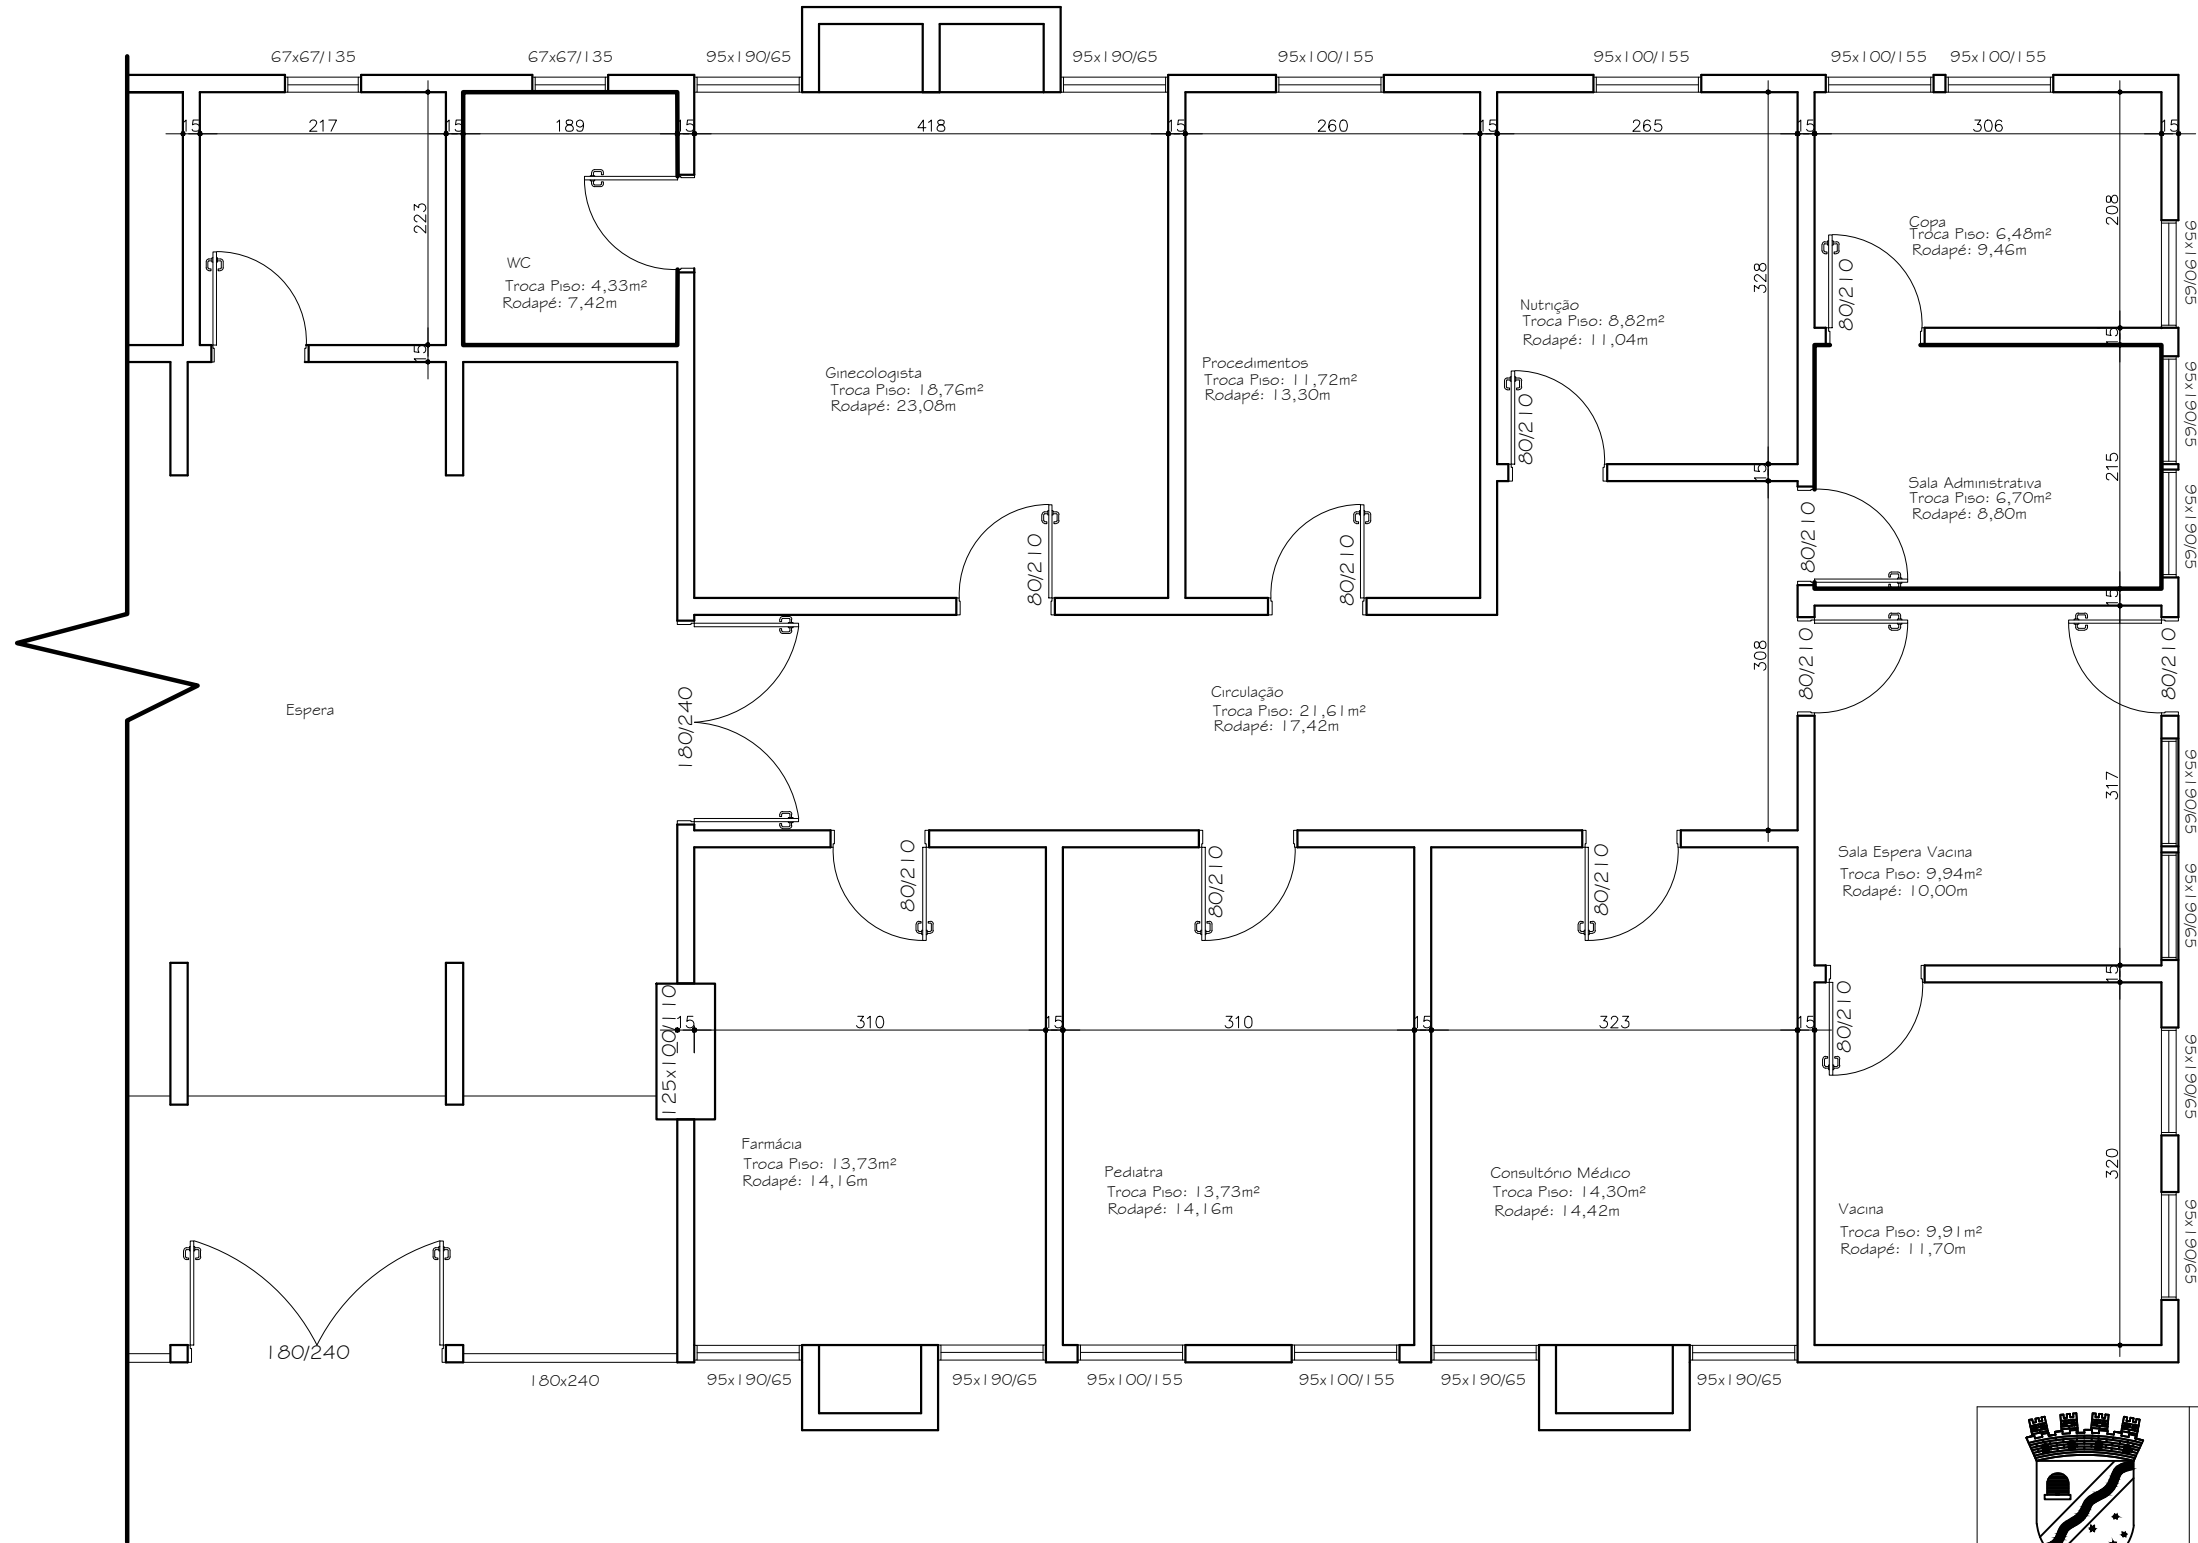 67x67/135
67x67/135
95x190/65
95x190/65
95x100/155
95x100/155
95x100/155
95x100/155
15
217
15
189
15
418
15
260
15
265
15
306
15
223
15
WC
Troca Piso: 4,33m²
Rodapé: 7,42m
Ginecologista
Troca Piso: 18,76m²
Rodapé: 23,08m
80/210
Procedimentos
Troca Piso: 11,72m²
Rodapé: 13,30m
80/210
Nutrição
Troca Piso: 8,82m²
Rodapé: 11,04m
80/210
328
15
308
Copa
Troca Piso: 6,48m²
Rodapé: 9,46m
80/210
208
15
95x190/65
Sala Administrativa
Troca Piso: 6,70m²
Rodapé: 8,80m
80/210
215
15
95x190/65
95x190/65
Espera
180/240
Circulação
Troca Piso: 21,61m²
Rodapé: 17,42m
80/210
80/210
317
15
95x190/65
95x190/65
Sala Espera Vacina
Troca Piso: 9,94m²
Rodapé: 10,00m
80/210
80/210
80/210
80/210
125x100/110
15
310
15
310
15
323
15
Farmácia
Troca Piso: 13,73m²
Rodapé: 14,16m
Pediatra
Troca Piso: 13,73m²
Rodapé: 14,16m
Consultório Médico
Troca Piso: 14,30m²
Rodapé: 14,42m
Vacina
Troca Piso: 9,91m²
Rodapé: 11,70m
320
95x190/65
95x190/65
180/240
180x240
95x190/65
95x190/65
95x100/155
95x100/155
95x190/65
95x190/65